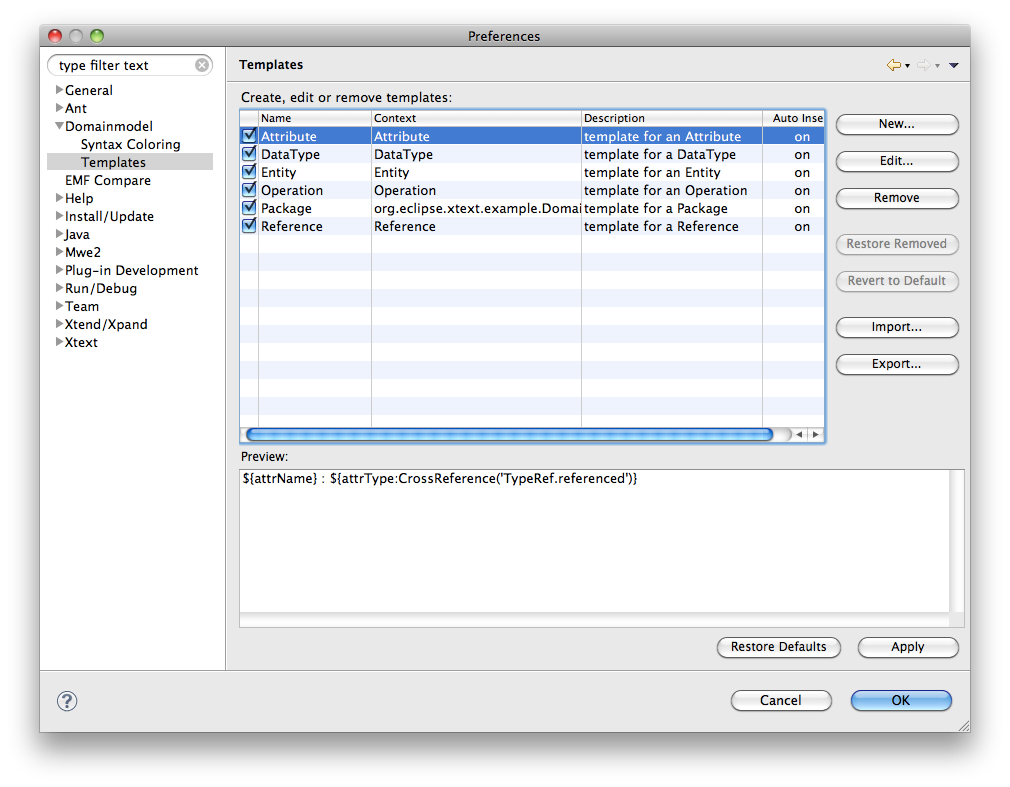 Preferences
type filter text
General
Ant
Domainmodel
Syntax Coloring
Templates
EMF Compare
Help
Install/Update
Java
Mwe2
Plug-in Development
Run/Debug
Team
Xtend/Xpand
Xtext
Templates
Create, edit or remove templates:
Name Context Description Auto Inse
Attribute Attribute template for an Attribute on
DataType DataType template for a DataType on
Entity Entity template for an Entity on
Operation Operation template for an Operation on
Package org.eclipse.xtext.example.Domai template for a Package on
Reference Reference template for a Reference on
New...
Edit...
Remove
Restore Removed
Revert to Default
Import...
Export...
Preview:
${attrName} : ${attrType:CrossReference('TypeRef.referenced')}
Restore Defaults Apply
? Cancel OK